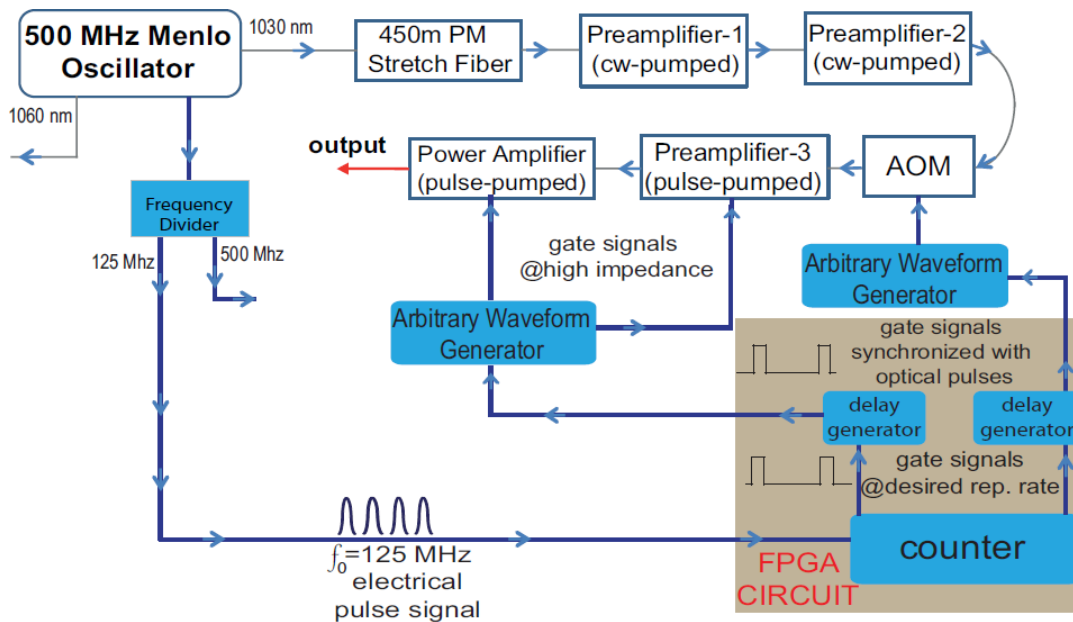 500 MHz Menlo
Oscillator
1030 nm
450m PM
Stretch Fiber
Preamplifier-1
(cw-pumped)
Preamplifier-2
(cw-pumped)
1060 nm
output
Power Amplifier
(pulse-pumped)
Preamplifier-3
(pulse-pumped)
AOM
Frequency
Divider
125 Mhz
500 Mhz
gate signals
@high impedance
Arbitrary Waveform
Generator
Arbitrary Waveform
Generator
gate signals
synchronized with
optical pulses
delay
generator
delay
generator
gate signals
@desired rep. rate
counter
FPGA
CIRCUIT
f₀=125 MHz
electrical
pulse signal